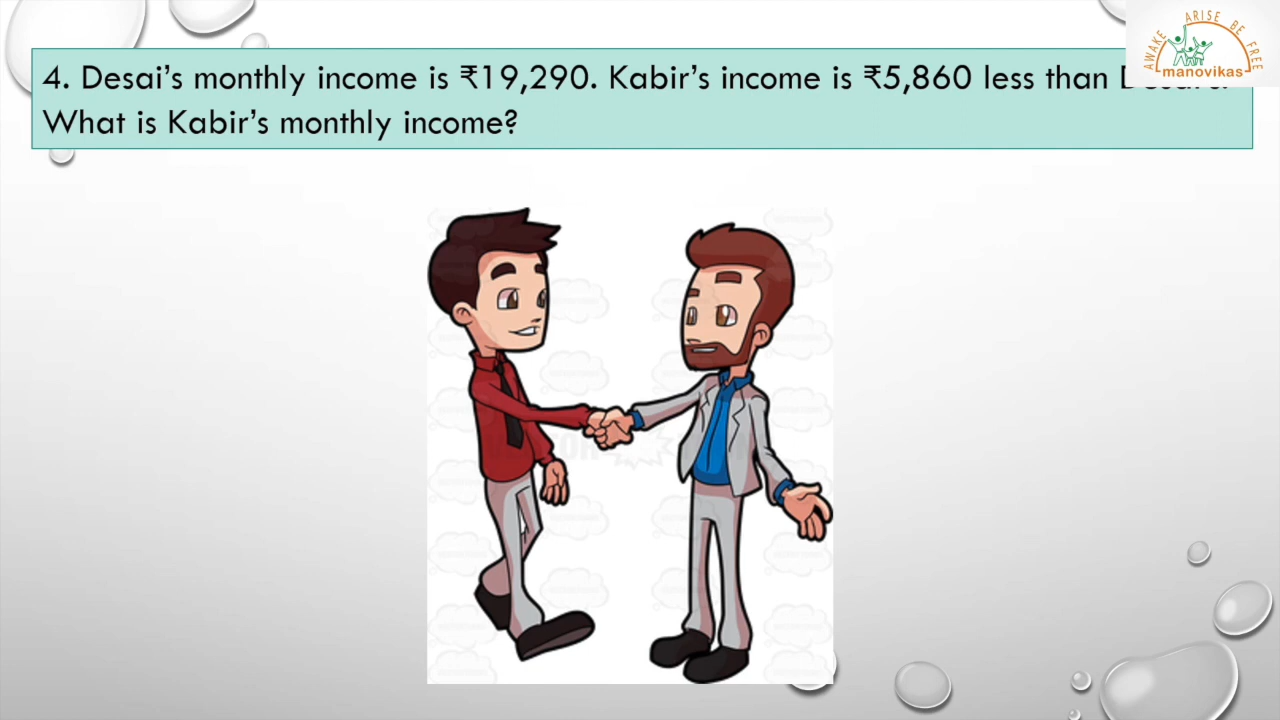 4. Desai's monthly income is ₹19,290. Kabir's income is ₹5,860 less than
What is Kabir's monthly income?
AWAKE ARISE BE FREE
manovikas